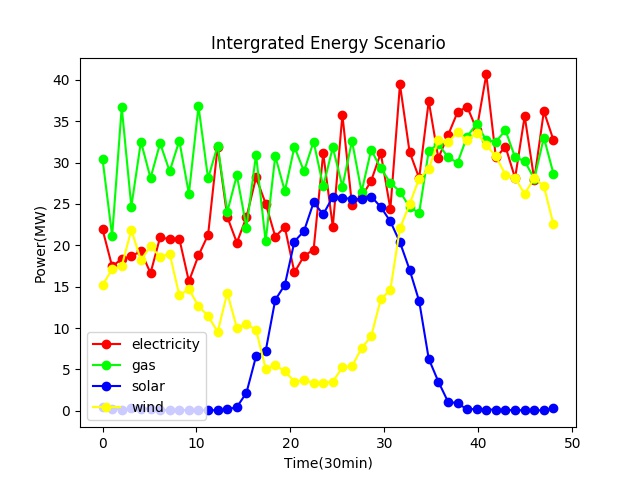 Intergrated Energy Scenario
Power(MW)
40
35
30
25
20
15
10
5
0
electricity
gas
solar
wind
0 10 20 30 40 50
Time(30min)